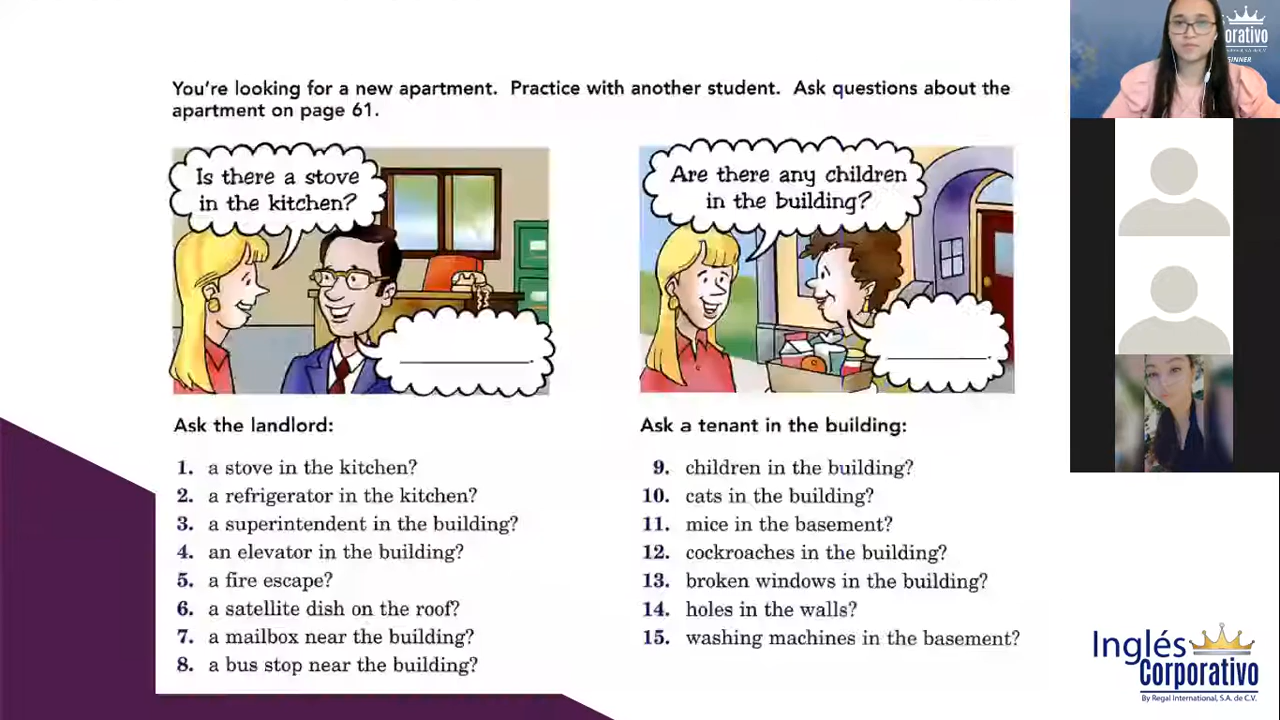 You're looking for a new apartment. Practice with another student. Ask questions about the
apartment on page 61.
Is there a stove
in the kitchen?
Are there any children
in the building?
Ask the landlord:
1. a stove in the kitchen?
2. a refrigerator in the kitchen?
3. a superintendent in the building?
4. an elevator in the building?
5. a fire escape?
6. a satellite dish on the roof?
7. a mailbox near the building?
8. a bus stop near the building?
Ask a tenant in the building:
9. children in the building?
10. cats in the building?
11. mice in the basement?
12. cockroaches in the building?
13. broken windows in the building?
14. holes in the walls?
15. washing machines in the basement?
orativo
Inglés
Corporativo
By Regal International, S.A. de C.V.